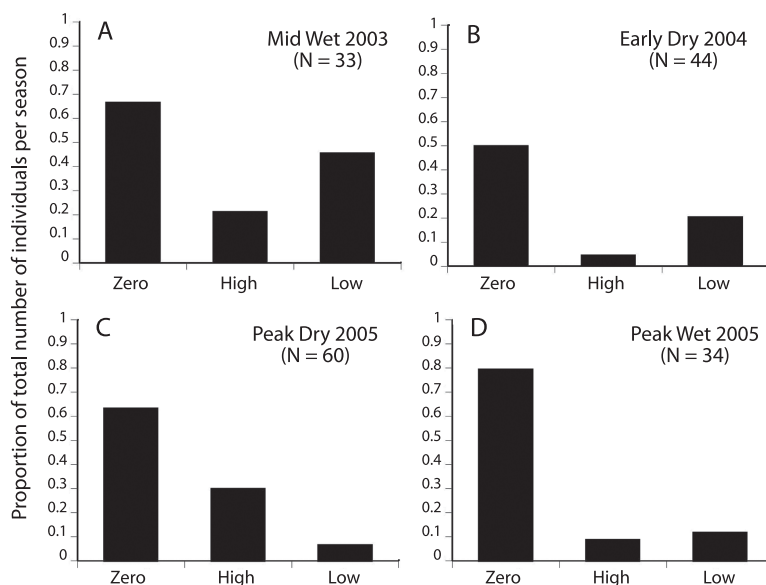 Proportion of total number of individuals per season
A
Mid Wet 2003
(N = 33)
1
0.9
0.8
0.7
0.6
0.5
0.4
0.3
0.2
0.1
0
Zero High Low
B
Early Dry 2004
(N = 44)
1
0.9
0.8
0.7
0.6
0.5
0.4
0.3
0.2
0.1
0
Zero High Low
C
Peak Dry 2005
(N = 60)
1
0.9
0.8
0.7
0.6
0.5
0.4
0.3
0.2
0.1
0
Zero High Low
D
Peak Wet 2005
(N = 34)
1
0.9
0.8
0.7
0.6
0.5
0.4
0.3
0.2
0.1
0
Zero High Low